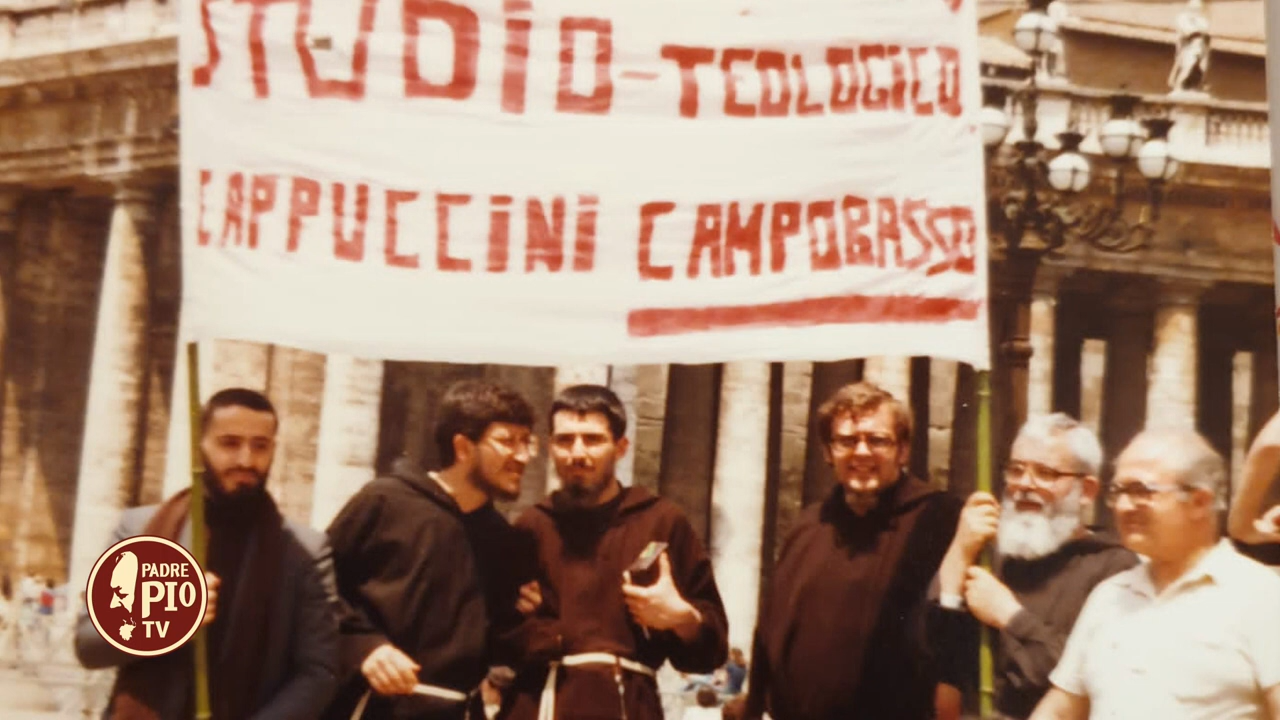 STUDIO-TEOLOGICO
CAPPUCCINI CAMPOBASSO
PADRE
PIO
TV